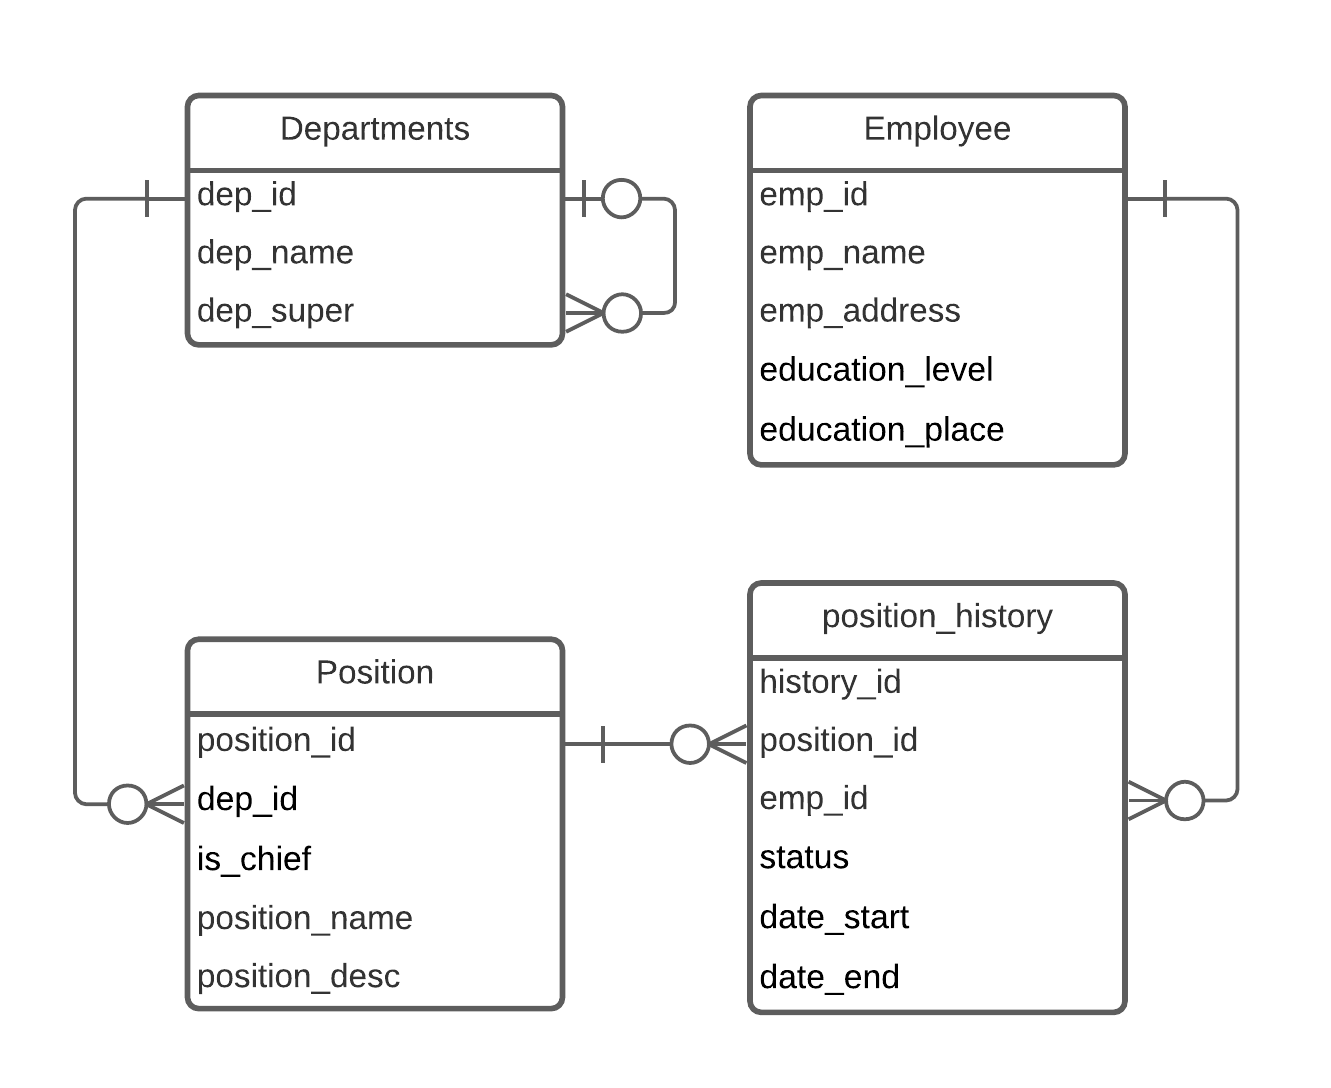 Departments
dep_id
dep_name
dep_super
Employee
emp_id
emp_name
emp_address
education_level
education_place
Position
position_id
dep_id
is_chief
position_name
position_desc
position_history
history_id
position_id
emp_id
status
date_start
date_end